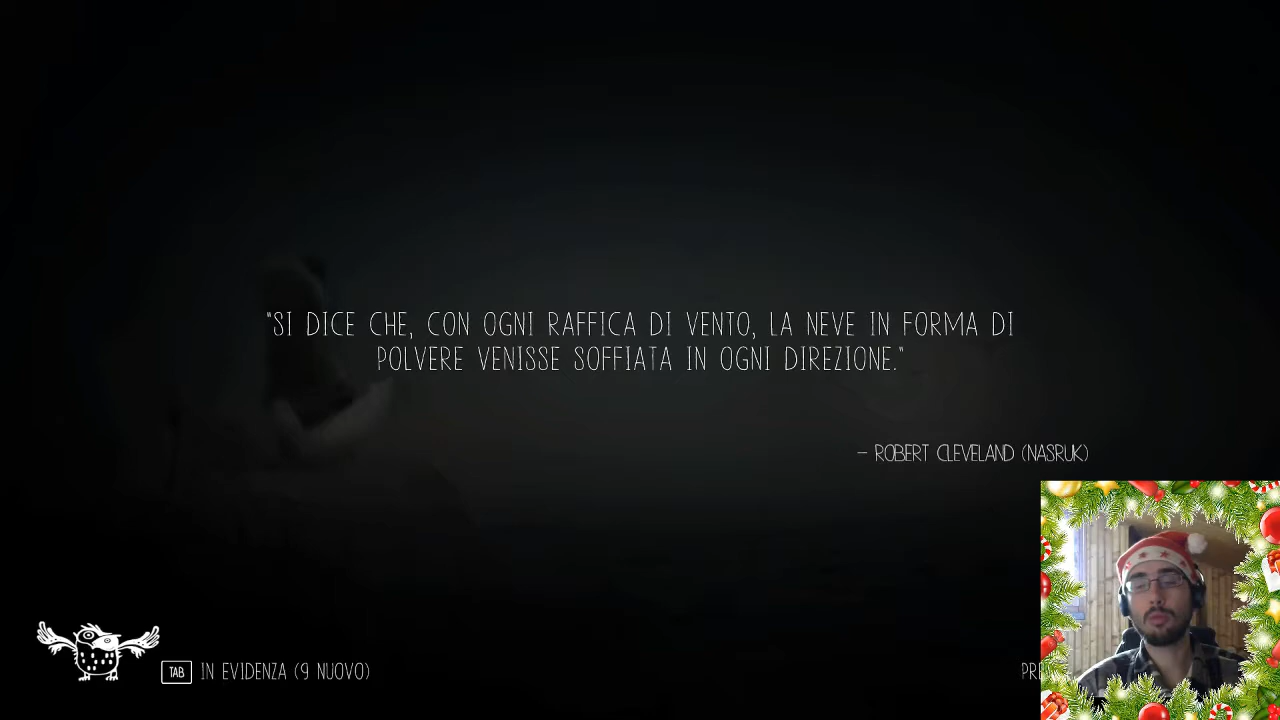 "SI DICE CHE, CON OGNI RAFFICA DI VENTO, LA NEVE IN FORMA DI
POLVERE VENISSE SOFFIATA IN OGNI DIREZIONE."
— ROBERT CLEVELAND (NASRUK)
TAB IN EVIDENZA (9 NUOVO)